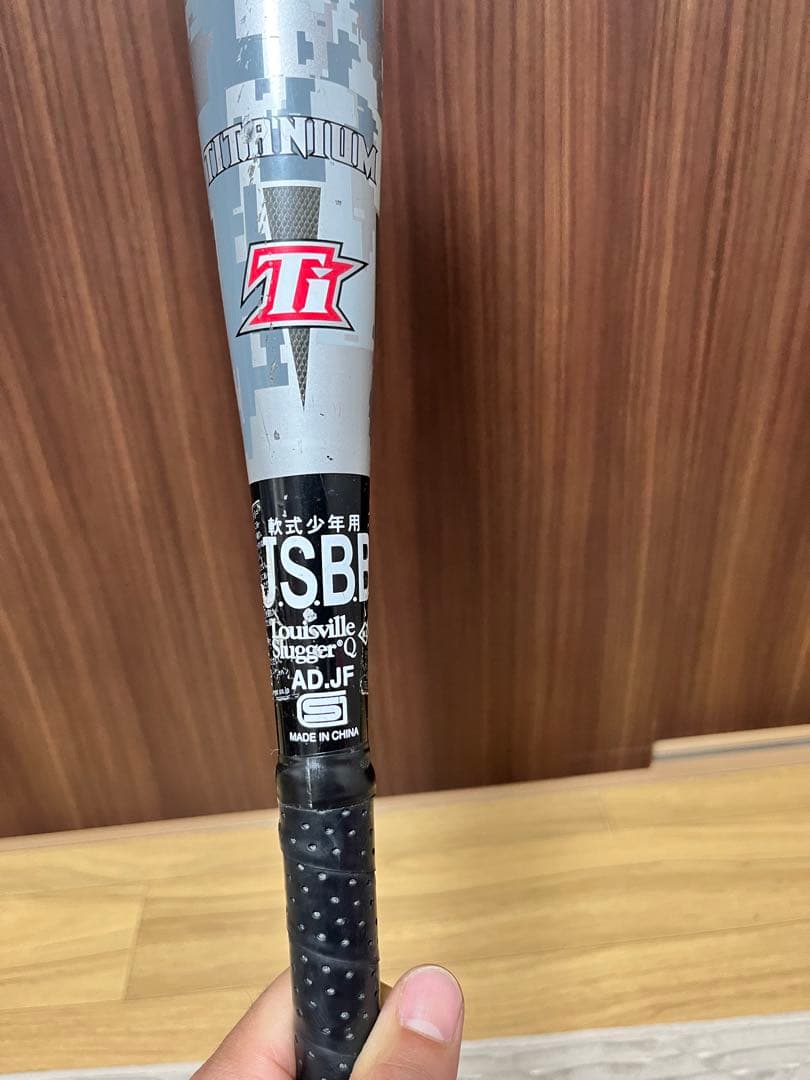 TITANIUM
Ti
軟式少年用
J.S.B.B
Louisville
Slugger®Q
AD.JF
MADE IN CHINA